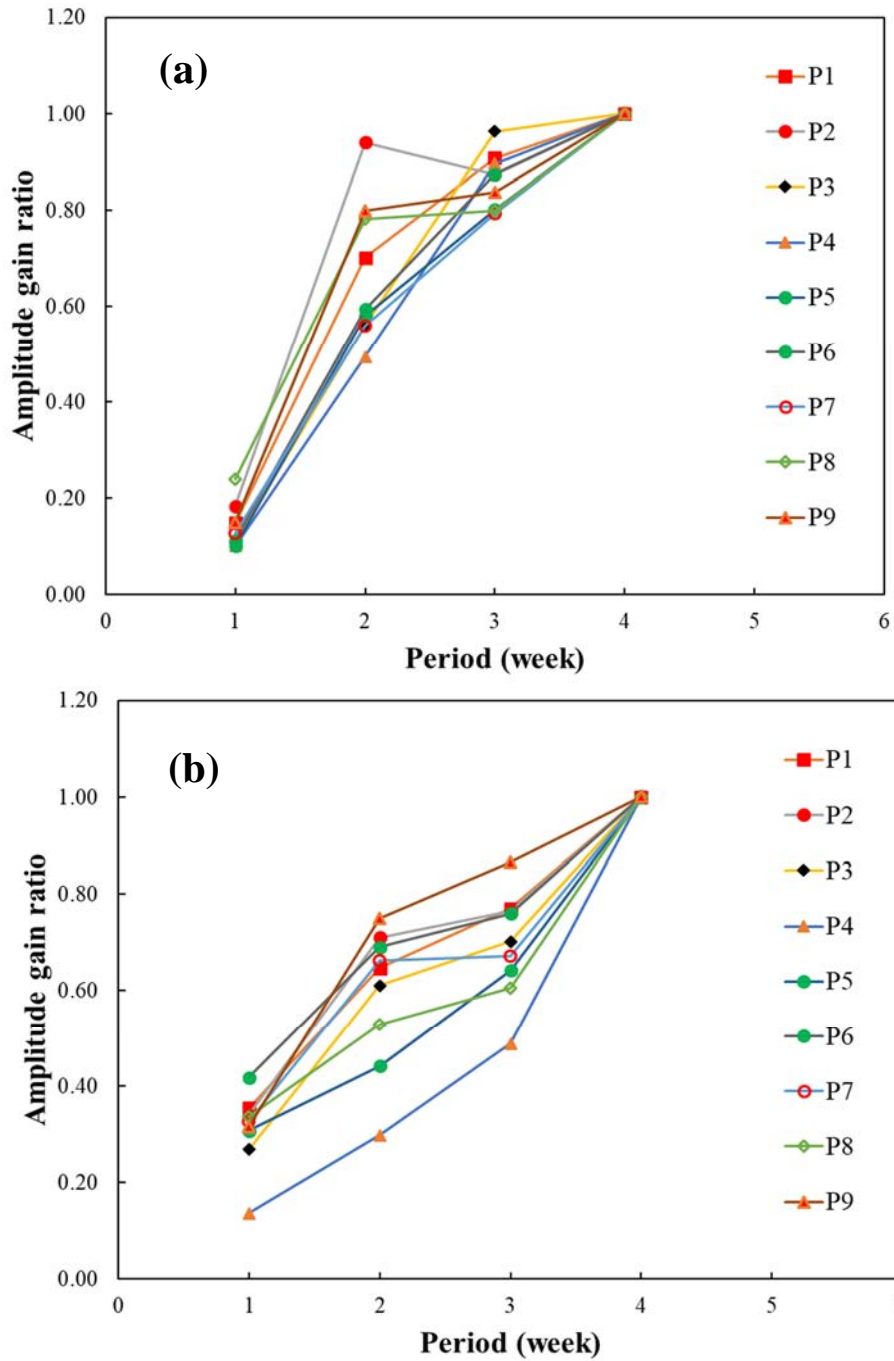 1.20
(a)
P1
1.00
P2
P3
0.80
P4
0.60
P5
P6
0.40
P7
P8
0.20
P9
0.00
0 1 2 3 4 5 6
Period (week)
Amplitude gain ratio
1.20
(b)
P1
1.00
P2
P3
0.80
P4
0.60
P5
P6
0.40
P7
P8
0.20
P9
0.00
0 1 2 3 4 5
Period (week)
Amplitude gain ratio